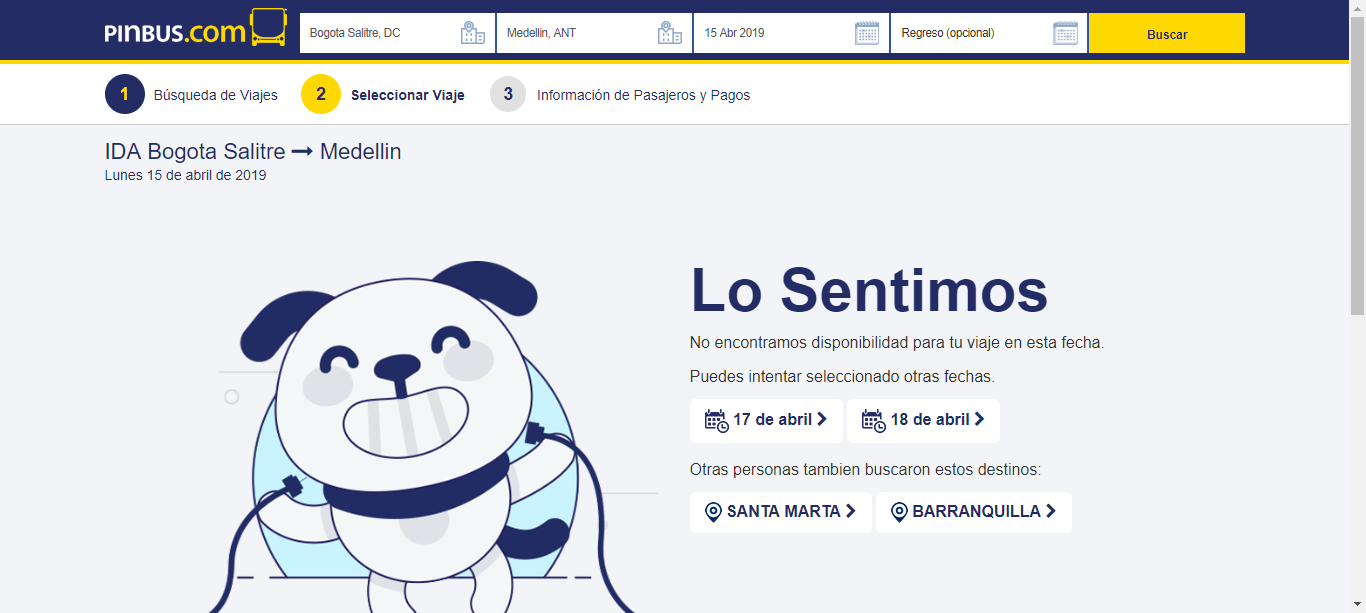 PINBUS.com
Bogota Salitre, DC
Medellin, ANT
15 Abr 2019
Regreso (opcional)
Buscar
1 Búsqueda de Viajes
2 Seleccionar Viaje
3 Información de Pasajeros y Pagos
IDA Bogota Salitre → Medellin
Lunes 15 de abril de 2019
Lo Sentimos
No encontramos disponibilidad para tu viaje en esta fecha.
Puedes intentar seleccionado otras fechas.
17 de abril
18 de abril
Otras personas tambien buscaron estos destinos:
SANTA MARTA
BARRANQUILLA